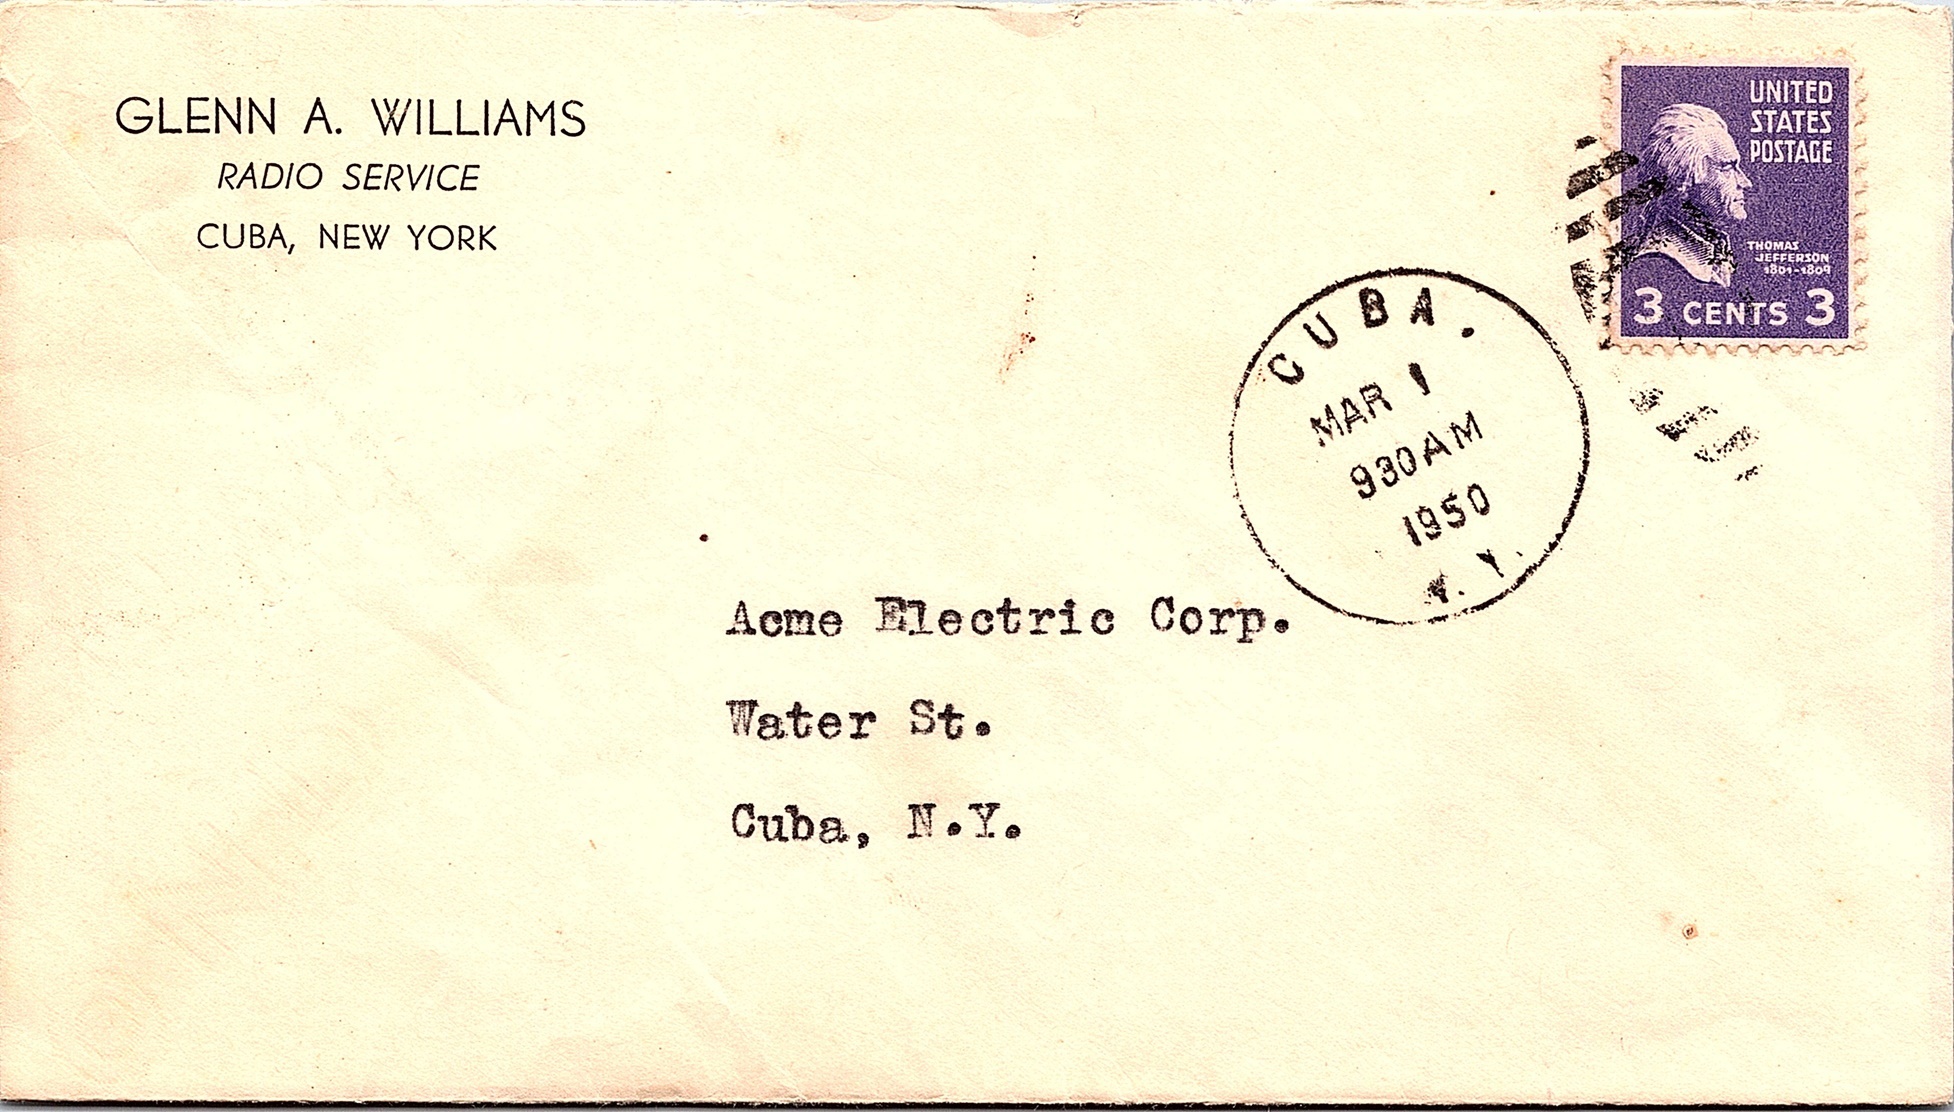 GLENN A. WILLIAMS
RADIO SERVICE
CUBA, NEW YORK
UNITED
STATES
POSTAGE
THOMAS
JEFFERSON
1801-1809
3 CENTS 3
CUBA.
MAR 1
930AM
1950
N.Y.
Acme Electric Corp.
Water St.
Cuba, N.Y.